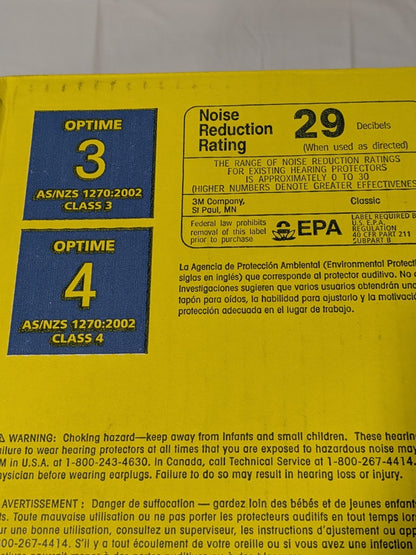 OPTIME
3
AS/NZS 1270:2002
CLASS 3
OPTIME
4
AS/NZS 1270:2002
CLASS 4
Noise
Reduction
Rating
29 Decibels
(When used as directed)
THE RANGE OF NOISE REDUCTION RATINGS
FOR EXISTING HEARING PROTECTORS
IS APPROXIMATELY 0 TO 30
(HIGHER NUMBERS DENOTE GREATER EFFECTIVENES
3M Company,
St Paul, MN
Classic
Federal law prohibits
removal of this label
prior to purchase
EPA
LABEL REQUIRED B
U.S. E.P.A.
REGULATION
40 CFR PART 211
SUBPART B
La Agencia de Protección Ambiental (Environmental Protecti
siglas en inglés) que corresponde al protector auditivo. No
Investigaciones sugieren que varios usuarios obtendrán una
tapón para oídos, la habilidad para ajustarlo y la motivació
protección adecuada en el lugar de trabajo.
WARNING: Choking hazard—keep away from infants and small children. These hearing
ailure to wear hearing protectors at all times that you are exposed to hazardous noise may
M in U.S.A. at 1-800-243-4630. In Canada, call Technical Service at 1-800-267-4414.
ysician before wearing earplugs. Failure to do so may result in hearing loss or injury.
AVERTISSEMENT : Danger de suffocation — gardez loin des bébés et de jeunes enfants
ts. Toute mauvaise utilisation ou ne pas porter les protecteurs auditifs en tout temps lor
ur une bonne utilisation, consultez un superviseur, les instructions d'ajustement ou app
00-267-4414. S'il y a tout écoulement de votre oreille ou si vous avez une infection